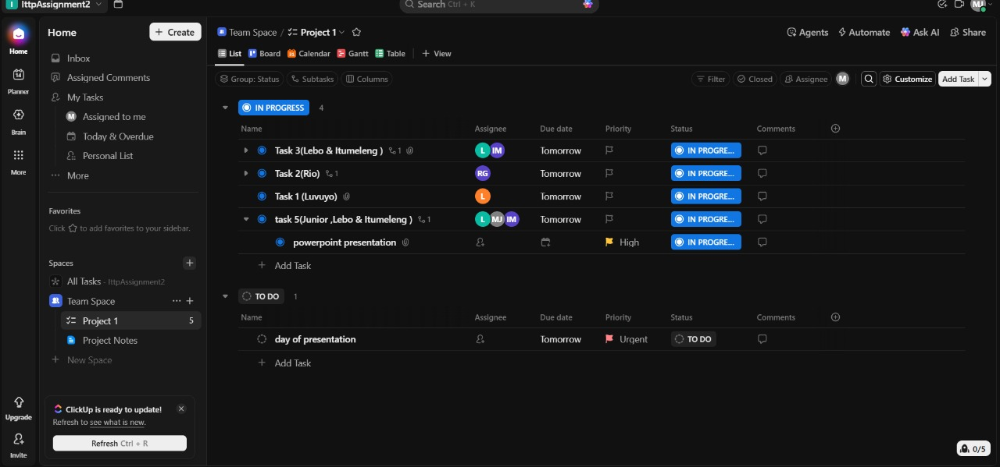 I IttpAssignment2
Search Ctrl + K
MJ
Home
Planner
Brain
More
Upgrade
Invite
Home
+ Create
Inbox
Assigned Comments
My Tasks
M Assigned to me
Today & Overdue
Personal List
More
Favorites
Click to add favorites to your sidebar.
Spaces
All Tasks - IttpAssignment2
Team Space
Project 1 5
Project Notes
New Space
ClickUp is ready to update!
Refresh to see what is new.
Refresh Ctrl + R
Team Space / Project 1
Agents Automate Ask AI Share
List Board Calendar Gantt Table + View
Group: Status Subtasks Columns
Filter Closed Assignee M Customize Add Task
IN PROGRESS 4
Name Assignee Due date Priority Status Comments
Task 3(Lebo & Itumeleng ) 1 L IM Tomorrow IN PROGRE...
Task 2(Rio) 1 RG Tomorrow IN PROGRE...
Task 1 (Luvuyo) L Tomorrow IN PROGRE...
task 5(Junior ,Lebo & Itumeleng ) 1 L MJ IM Tomorrow IN PROGRE...
powerpoint presentation High IN PROGRE...
+ Add Task
TO DO 1
Name Assignee Due date Priority Status Comments
day of presentation Tomorrow Urgent TO DO
+ Add Task
0/5